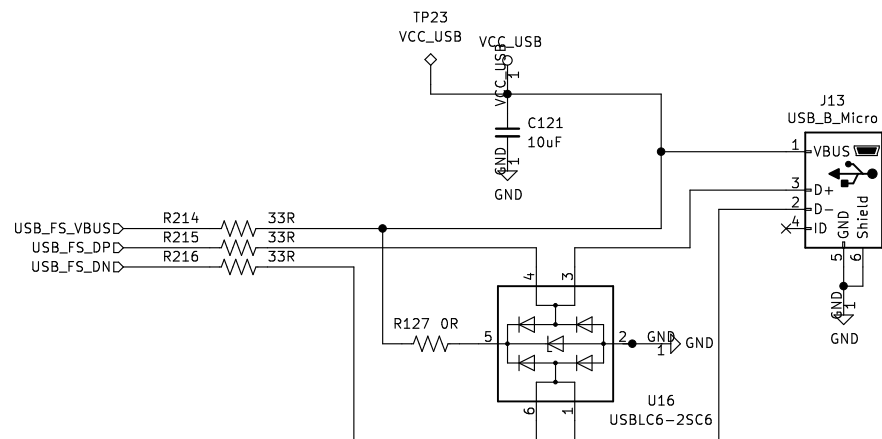 TP23
VCC_USB
VCC_USB
VCC_USB
1
C121
10uF
GND
1
GND
J13
USB_B_Micro
1
VBUS
3
D+
2
D-
4
ID
GND
Shield
5
6
GND
1
GND
USB_FS_VBUS
R214
33R
USB_FS_DP
R215
33R
USB_FS_DN
R216
33R
4
3
R127 0R
5
2
GND
1
GND
6
1
U16
USBLC6-2SC6